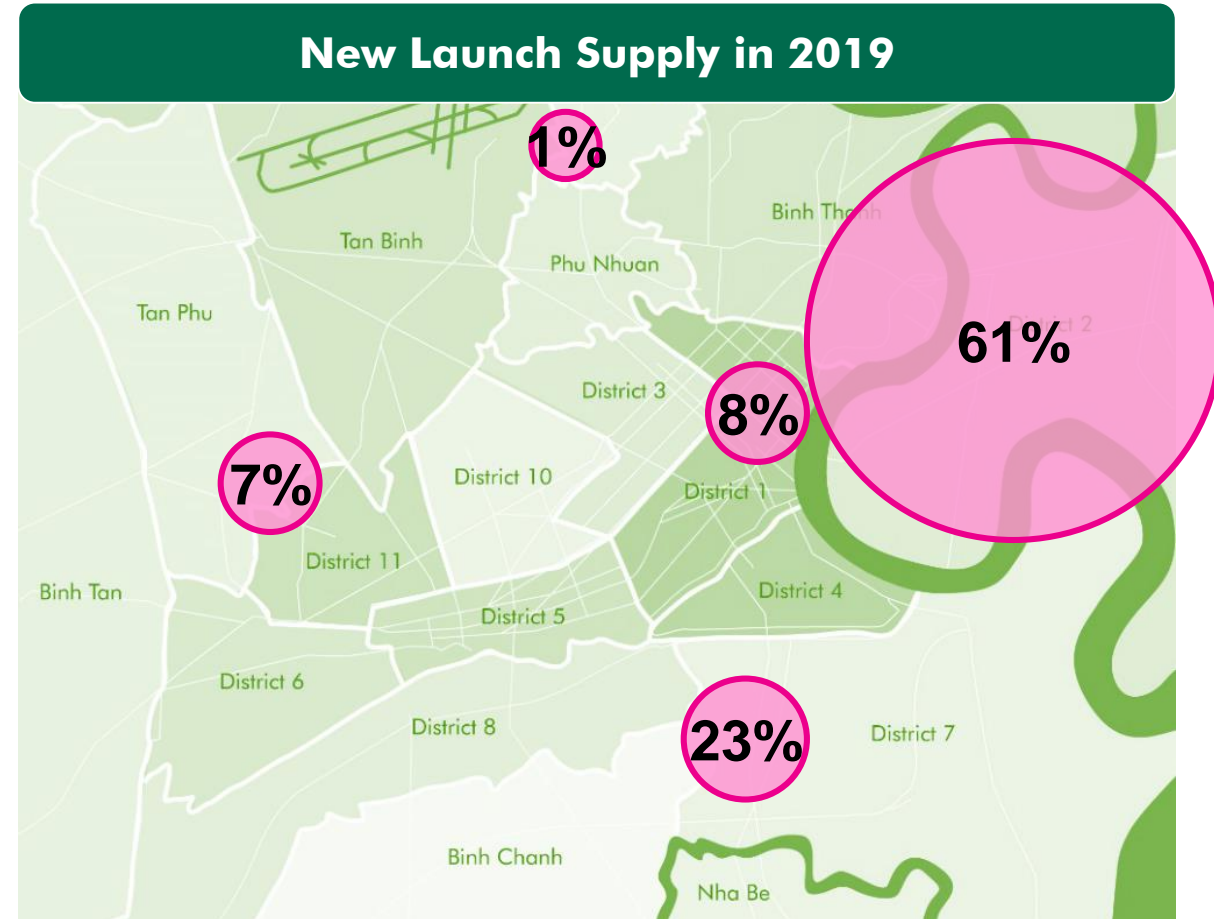 New Launch Supply in 2019
1%
Binh Thanh
Tan Binh
Phu Nhuan
Tan Phu
District 2
61%
District 3
8%
7%
District 10
District 1
District 11
Binh Tan
District 4
District 5
District 6
District 8
23%
District 7
Binh Chanh
Nha Be